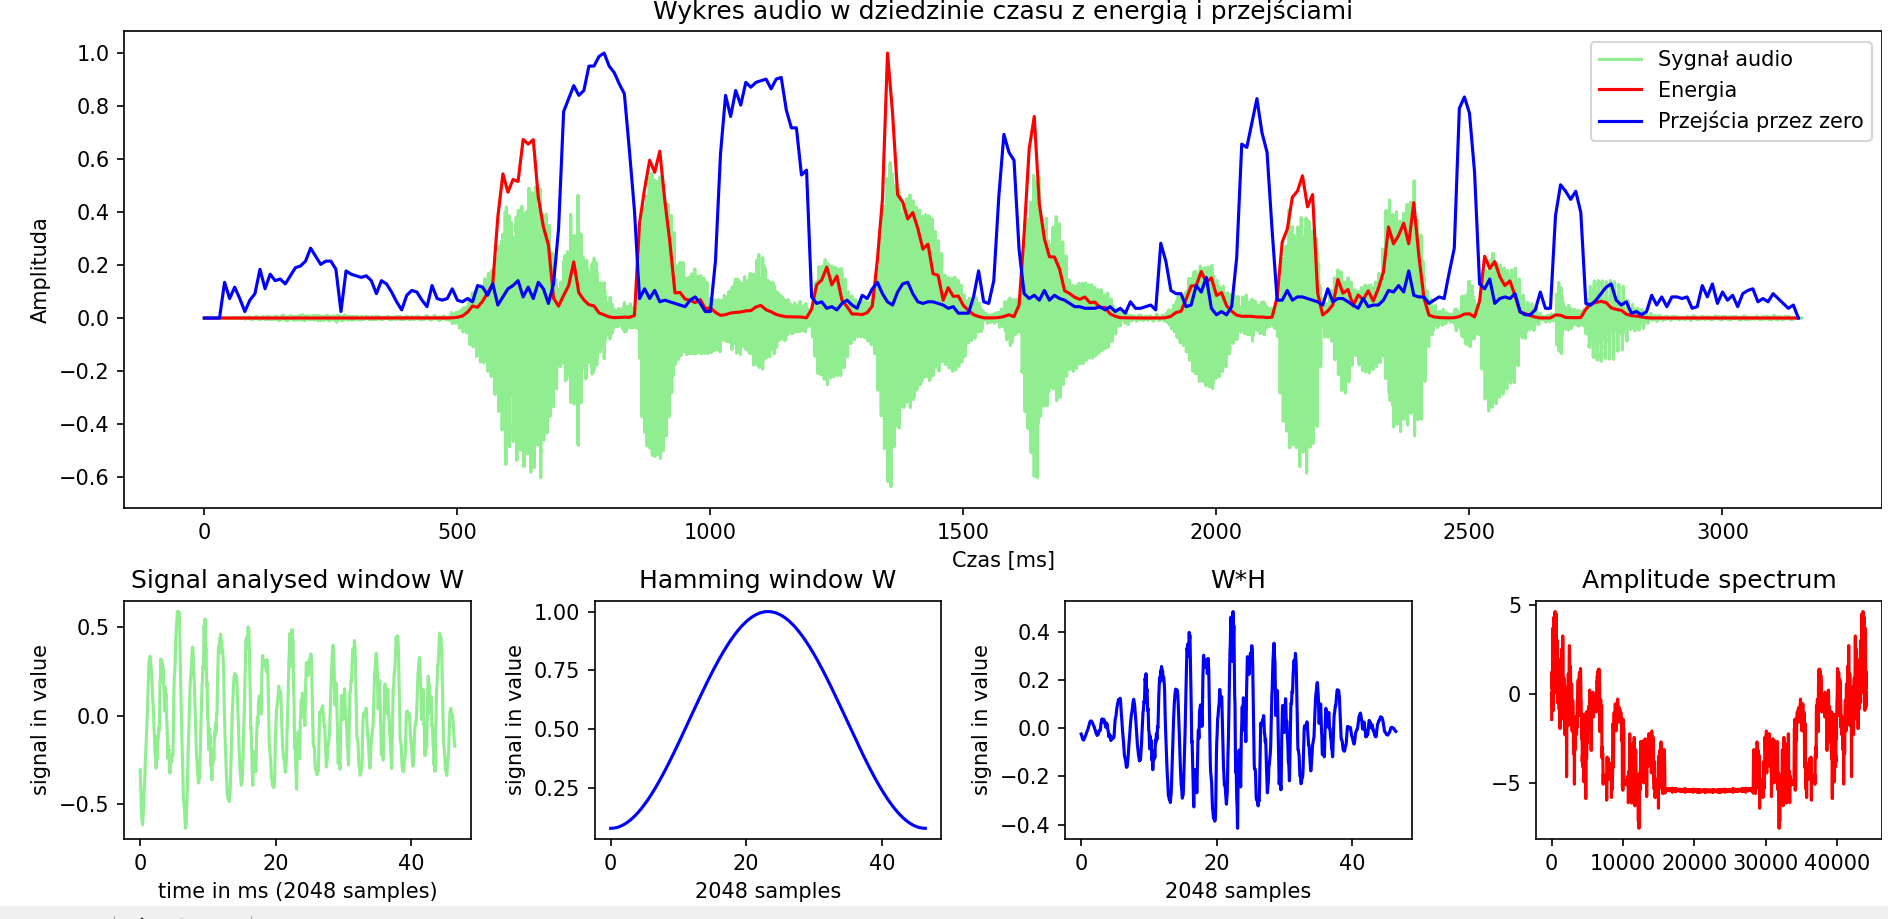 Wykres audio w dziedzinie czasu z energią i przejściami
1.0
0.8
0.6
0.4
0.2
0.0
−0.2
−0.4
−0.6
Amplituda
Sygnał audio
Energia
Przejścia przez zero
0 500 1000 1500 2000 2500 3000
Czas [ms]
Signal analysed window W
signal in value
0.5
0.0
−0.5
0 20 40
time in ms (2048 samples)
Hamming window W
signal in value
1.00
0.75
0.50
0.25
0 20 40
2048 samples
W*H
signal in value
0.4
0.2
0.0
−0.2
−0.4
0 20 40
2048 samples
Amplitude spectrum
5
0
−5
0 10000 20000 30000 40000